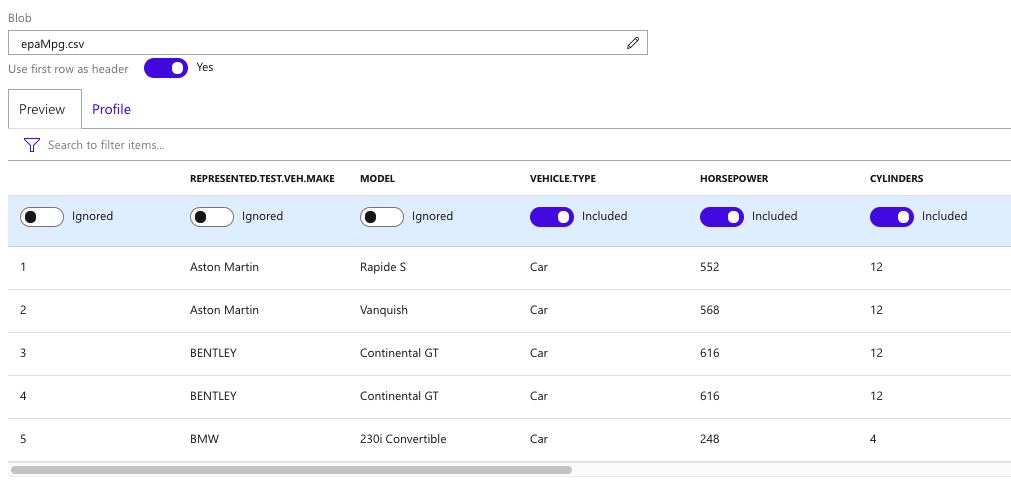 Blob
epaMpg.csv
Use first row as header Yes
Preview Profile
Search to filter items...
REPRESENTED.TEST.VEH.MAKE MODEL VEHICLE.TYPE HORSEPOWER CYLINDERS
Ignored Ignored Ignored Included Included Included
1 Aston Martin Rapide S Car 552 12
2 Aston Martin Vanquish Car 568 12
3 BENTLEY Continental GT Car 616 12
4 BENTLEY Continental GT Car 616 12
5 BMW 230i Convertible Car 248 4